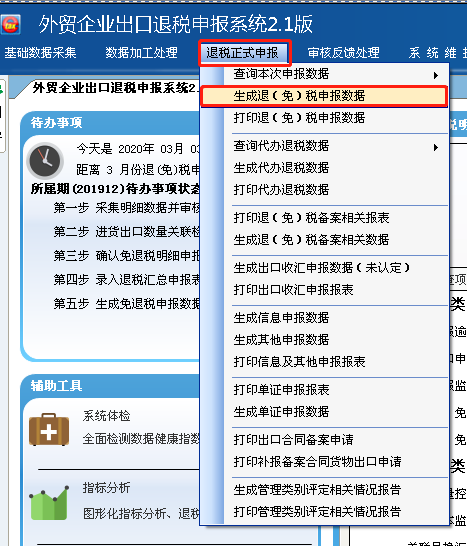 外贸企业出口退税申报系统2.1版
基础数据采集 数据加工处理 退税正式申报 审核反馈处理 系 统 维
外贸企业出口退税申报系统2.
待办事项
今天是 2020年 03月 03
距离 3 月份退(免)税申
所属期(201912)待办事项状态
第一步 采集明细数据并审核
第二步 进货出口数量关联检
第三步 确认免退税明细申报
第四步 录入退税汇总申报表
第五步 生成免退税申报数据
辅助工具
系统体检
全面检测数据健康指数
指标分析
图形化指标分析、退税
查询本次申报数据
生成退（免）税申报数据
打印退（免）税申报数据
查询代办退税数据
生成代办退税数据
打印代办退税数据
打印退（免）税备案相关报表
生成退（免）税备案相关数据
生成出口收汇申报数据（未认定）
打印出口收汇申报报表
生成信息申报数据
生成其他申报数据
打印信息及其他申报报表
打印单证申报报表
生成单证申报数据
打印出口合同备案申请
打印补报备案合同货物出口申请
生成管理类别评定相关情况报告
打印管理类别评定相关情况报告
明
查项
类